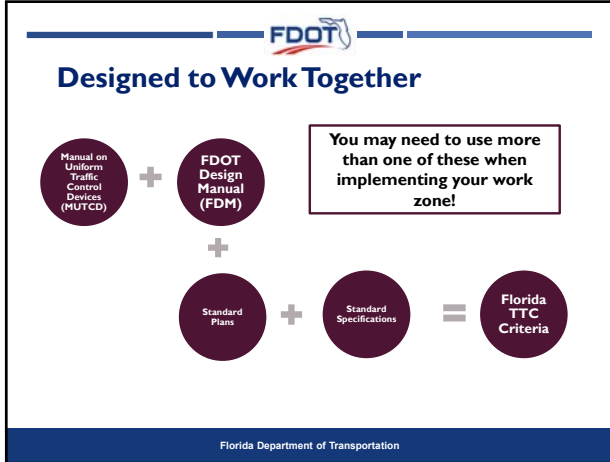 FDOT
Designed to Work Together
Manual on
Uniform
Traffic
Control
Devices
(MUTCD)
+
FDOT
Design
Manual
(FDM)
You may need to use more
than one of these when
implementing your work
zone!
+
Standard
Plans
+
Standard
Specifications
=
Florida
TTC
Criteria
Florida Department of Transportation